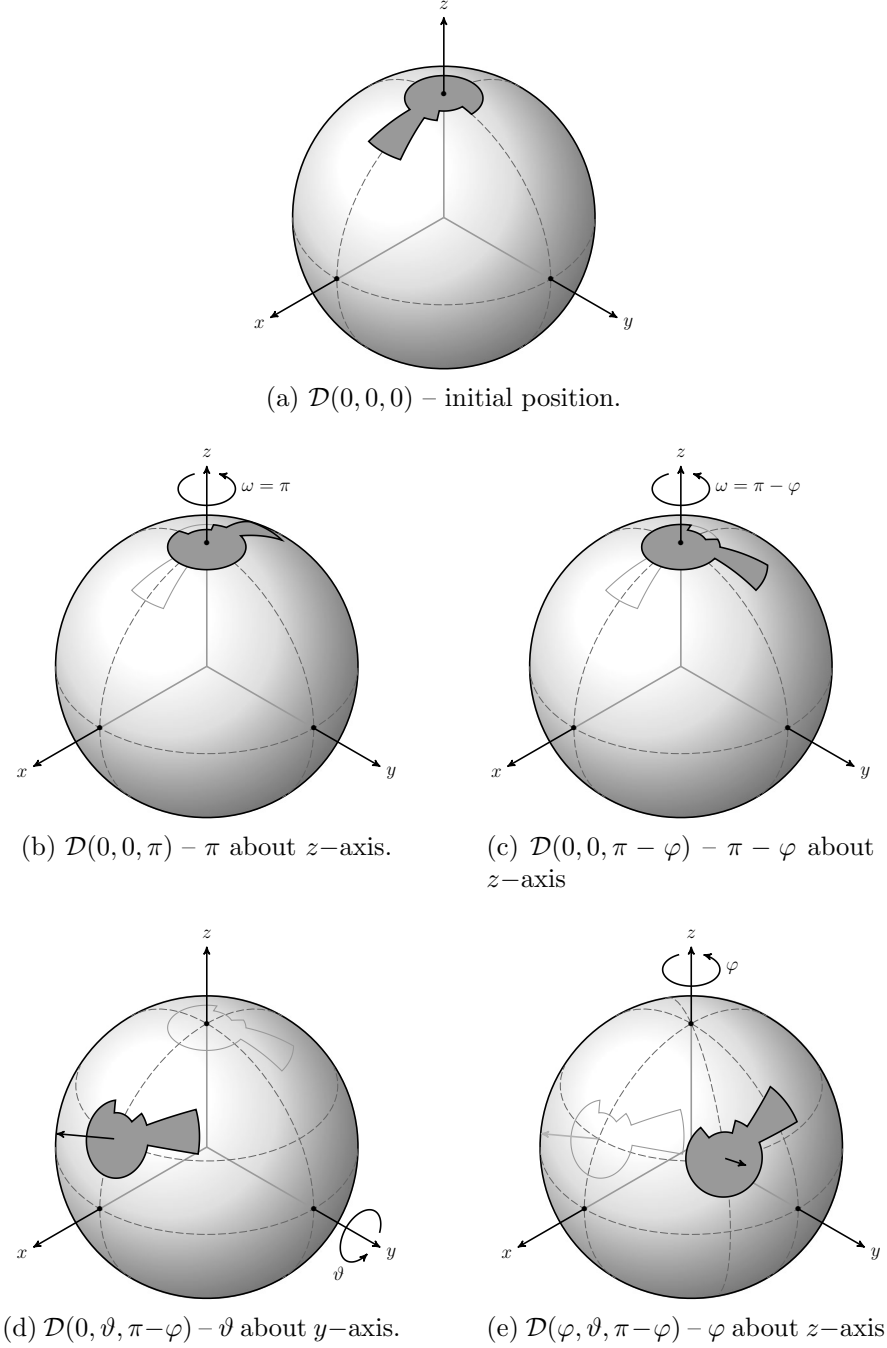 z
x
y
(a) 𝒟(0, 0, 0) – initial position.
z
ω = π
x
y
(b) 𝒟(0, 0, π) – π about z−axis.
z
ω = π − φ
x
y
(c) 𝒟(0, 0, π − φ) – π − φ about
z−axis
z
x
y
ϑ
(d) 𝒟(0, ϑ, π−φ) – ϑ about y−axis.
z
φ
x
y
(e) 𝒟(φ, ϑ, π−φ) – φ about z−axis